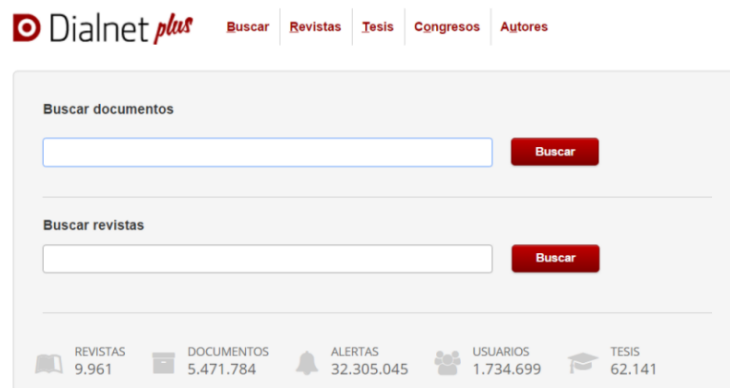 Dialnet plus Buscar Revistas Tesis Congresos Autores
Buscar documentos
Buscar
Buscar revistas
Buscar
REVISTAS DOCUMENTOS ALERTAS USUARIOS TESIS
9.961 5.471.784 32.305.045 1.734.699 62.141